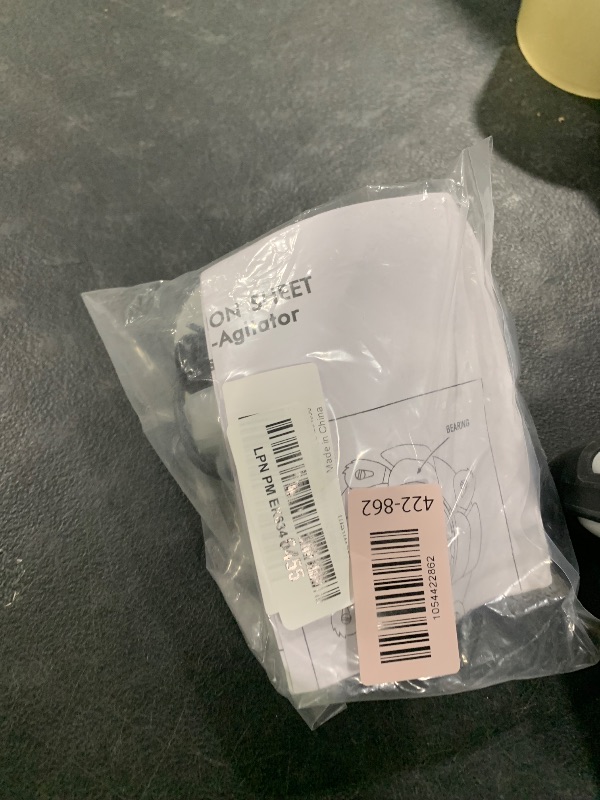 ON SHEET
-Agitator
BEARING
Made in China
LPN PM
422-862
1054422862